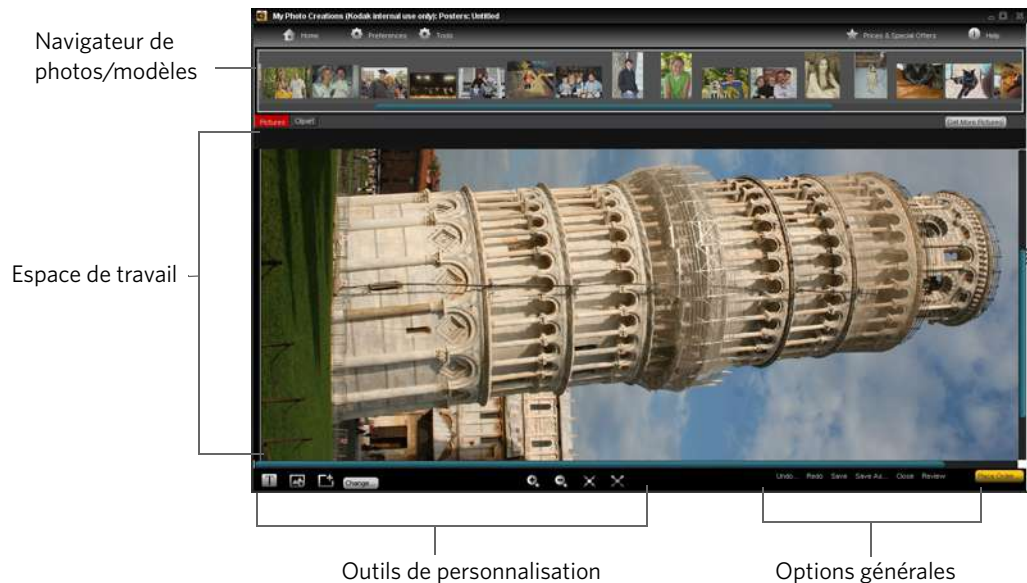 My Photo Creations (Kodak internal use only): Posters: Untitled
Home Preferences Tools Prices & Special Offers Help
Navigateur de
photos/modèles
Pictures Clipart Get More Pictures
Espace de travail
T Change... Undo... Redo Save Save As... Close Review Place Order...
Outils de personnalisation
Options générales